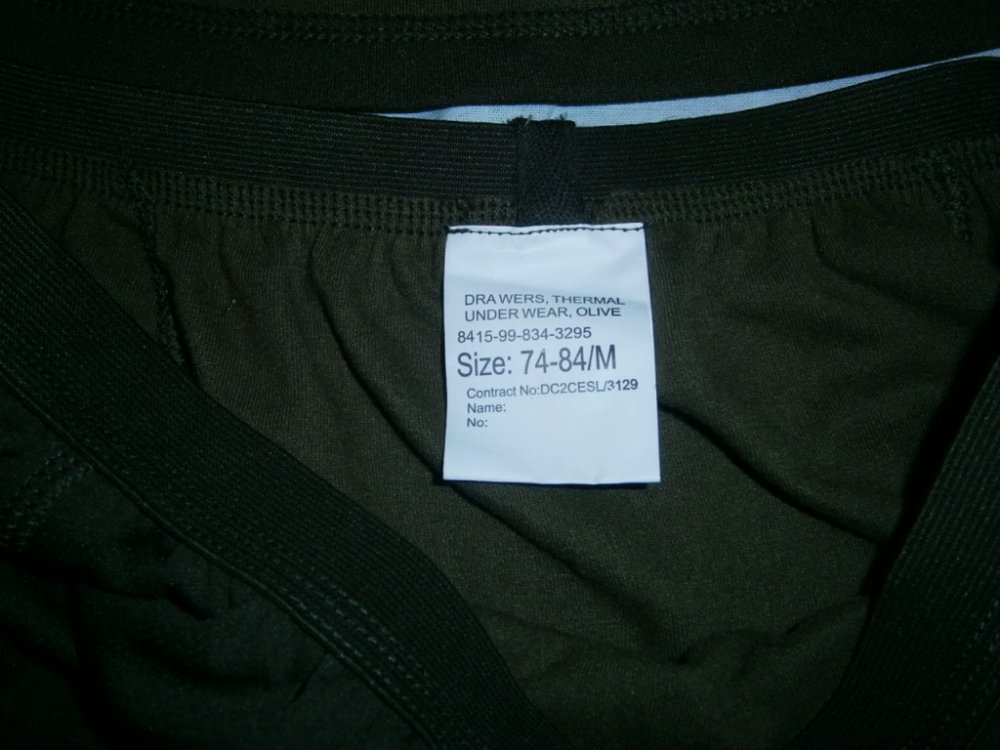 DRA WERS, THERMAL
UNDER WEAR, OLIVE
8415-99-834-3295
Size: 74-84/M
Contract No:DC2CESL/3129
Name:
No: